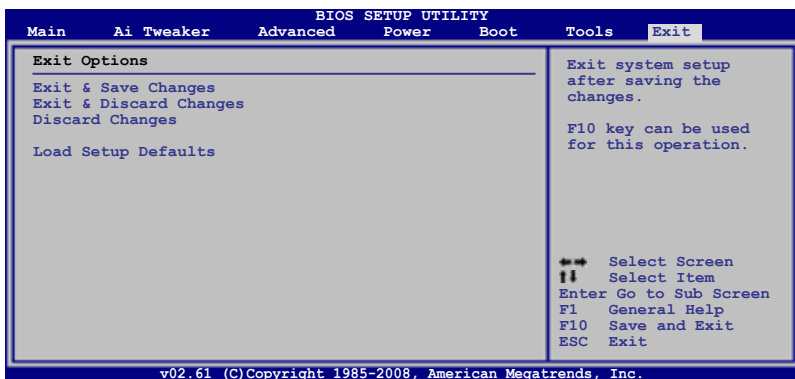 BIOS SETUP UTILITY
Main Ai Tweaker Advanced Power Boot Tools Exit
Exit Options
Exit & Save Changes
Exit & Discard Changes
Discard Changes
Load Setup Defaults
Exit system setup
after saving the
changes.
F10 key can be used
for this operation.
Select Screen
Select Item
Enter Go to Sub Screen
F1 General Help
F10 Save and Exit
ESC Exit
v02.61 (C)Copyright 1985-2008, American Megatrends, Inc.